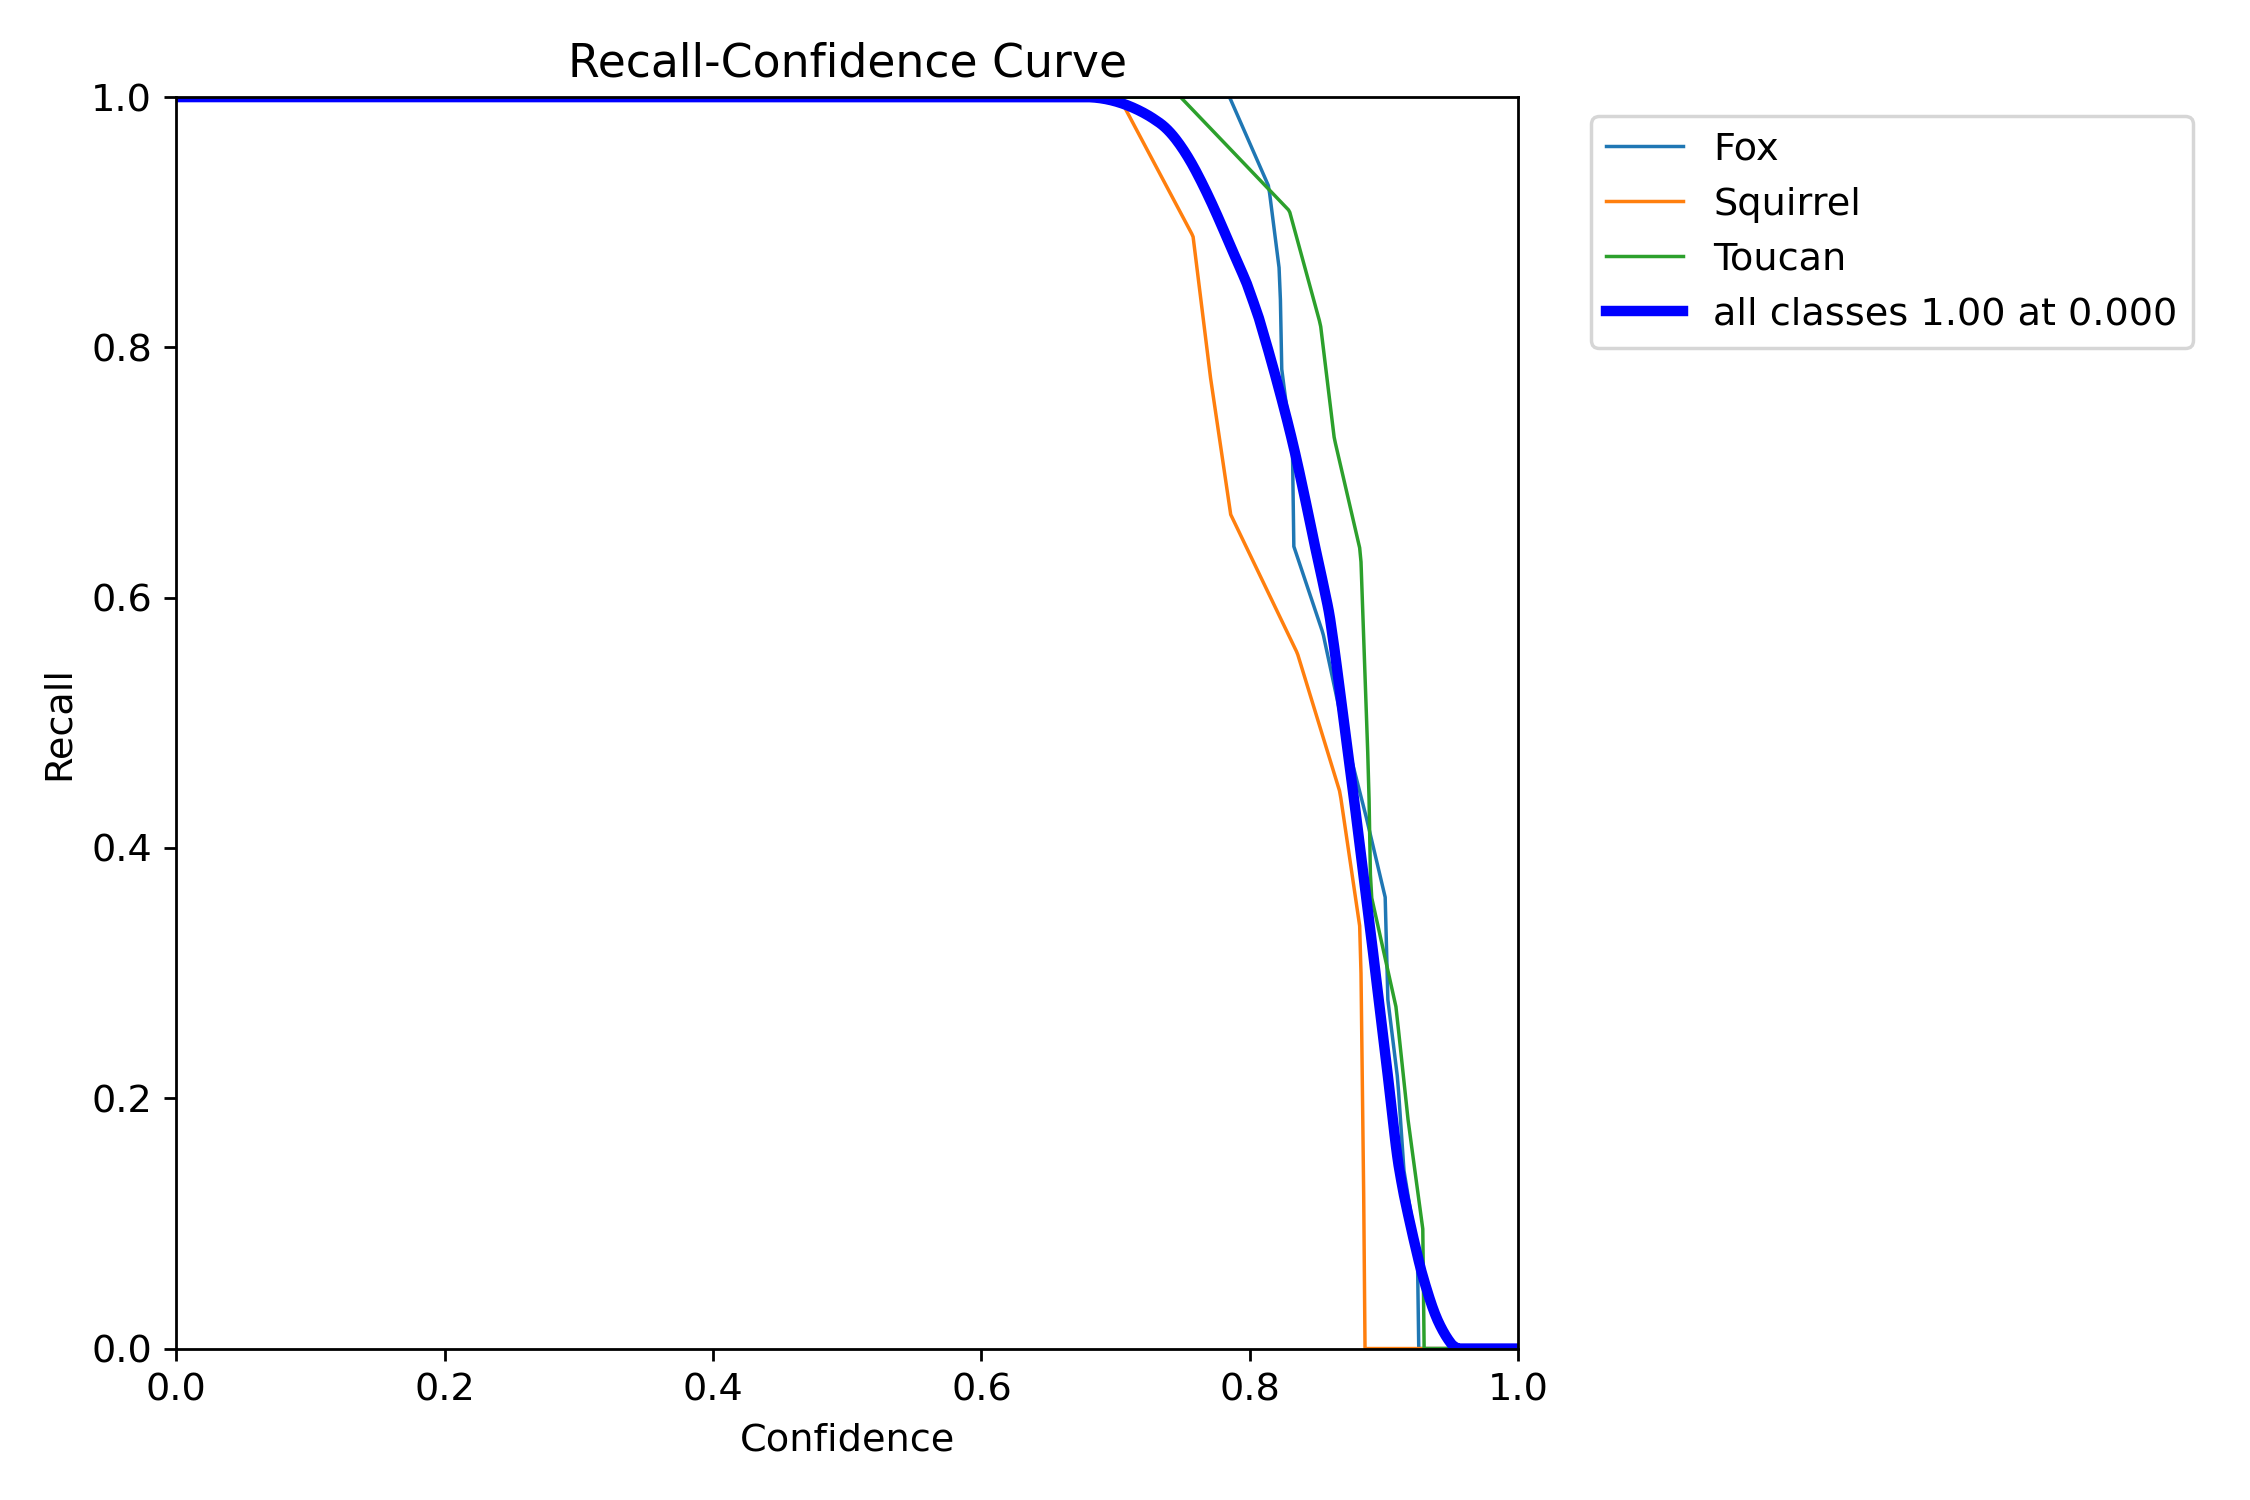 Recall-Confidence Curve
1.0
0.8
0.6
0.4
0.2
0.0
Recall
0.0 0.2 0.4 0.6 0.8 1.0
Confidence
Fox
Squirrel
Toucan
all classes 1.00 at 0.000